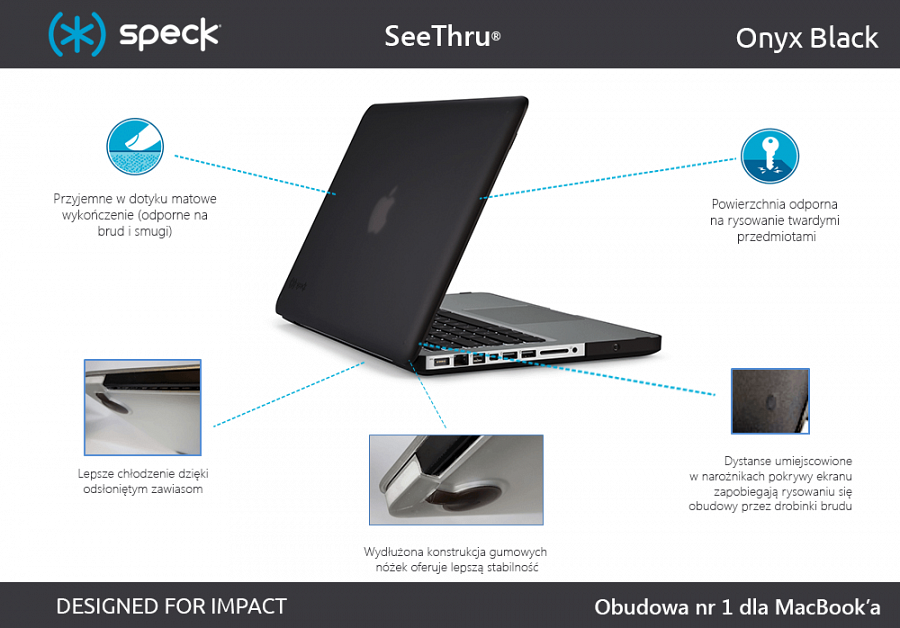 speck
SeeThru®
Onyx Black
Przyjemne w dotyku matowe
wykończenie (odporne na
brud i smugi)
Powierzchnia odporna
na rysowanie twardymi
przedmiotami
Lepsze chłodzenie dzięki
odsłoniętym zawiasom
Wydłużona konstrukcja gumowych
nóżek oferuje lepszą stabilność
Dystanse umiejscowione
w narożnikach pokrywy ekranu
zapobiegają rysowaniu się
obudowy przez drobinki brudu
DESIGNED FOR IMPACT
Obudowa nr 1 dla MacBook’a